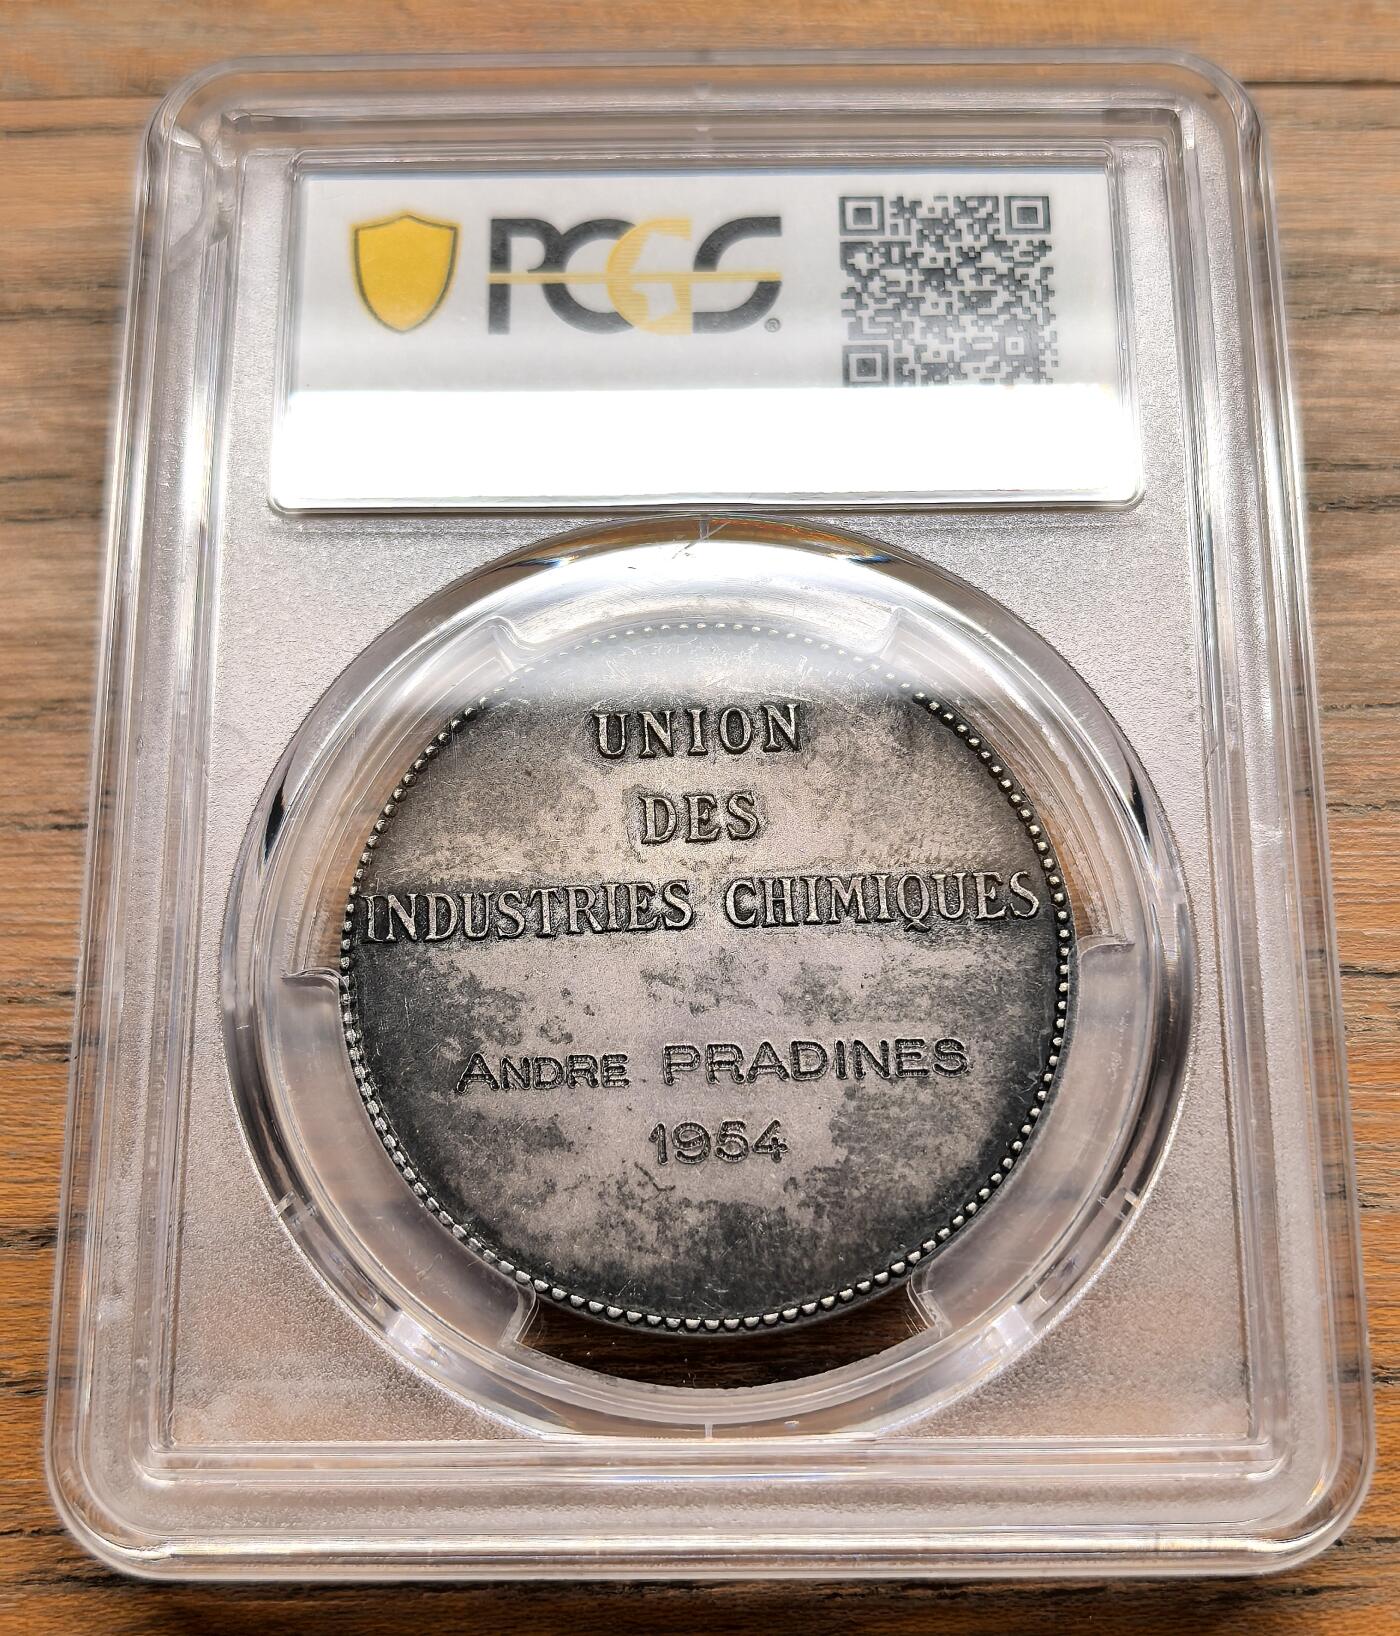 PCGS®
UNION
DES
INDUSTRIES CHIMIQUES
ANDRE PRADINES
1954